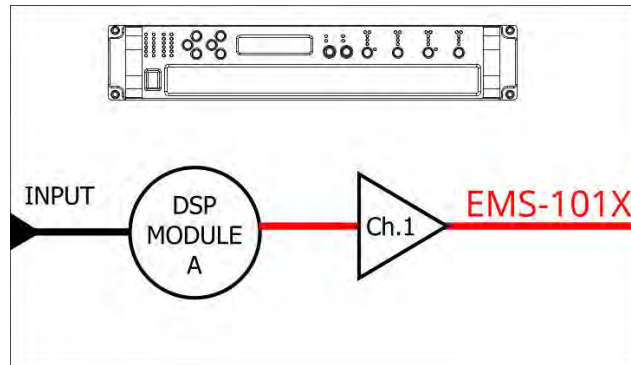 INPUT
DSP
MODULE
A
Ch.1
EMS-101X